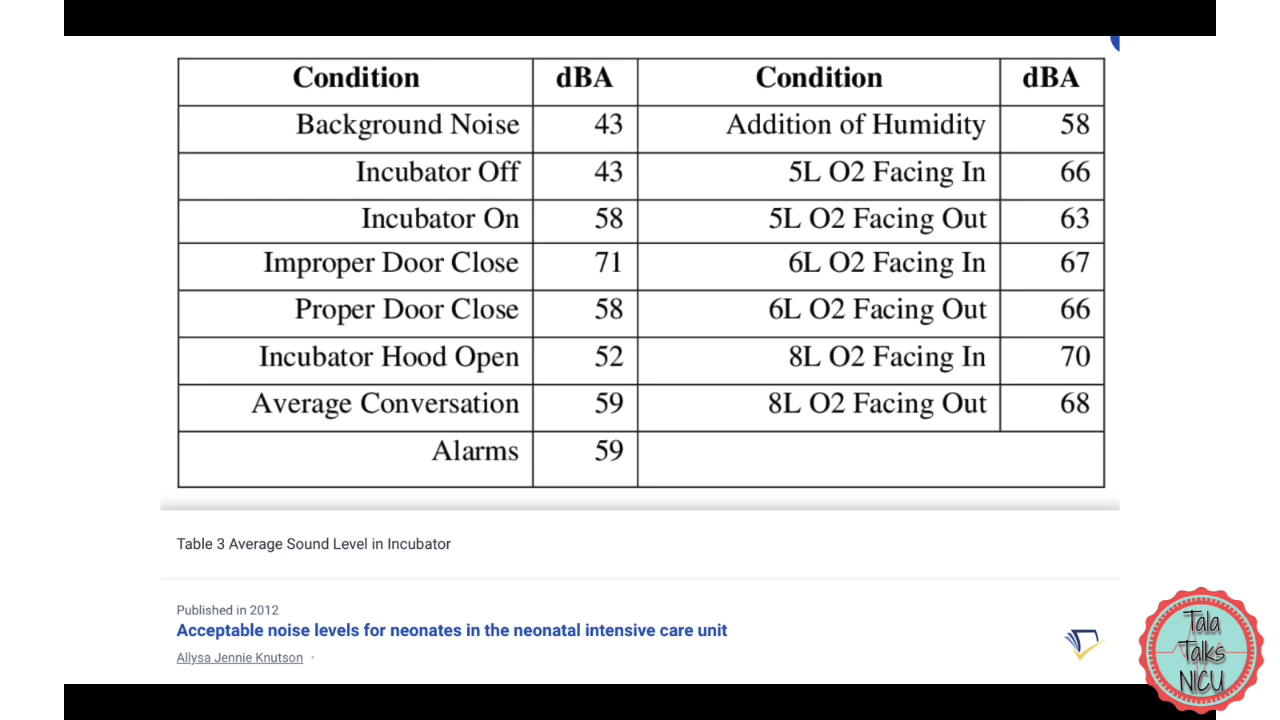 Condition dBA Condition dBA
Background Noise 43 Addition of Humidity 58
Incubator Off 43 5L O2 Facing In 66
Incubator On 58 5L O2 Facing Out 63
Improper Door Close 71 6L O2 Facing In 67
Proper Door Close 58 6L O2 Facing Out 66
Incubator Hood Open 52 8L O2 Facing In 70
Average Conversation 59 8L O2 Facing Out 68
Alarms 59
Table 3 Average Sound Level in Incubator
Published in 2012
Acceptable noise levels for neonates in the neonatal intensive care unit
Allysa Jennie Knutson ·
Tala
Talks
NICU